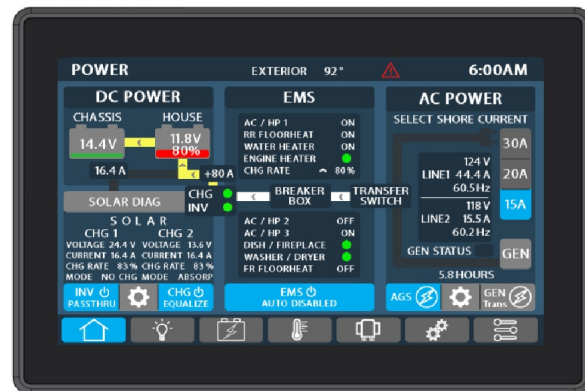 POWER EXTERIOR 92° 6:00AM
DC POWER
CHASSIS HOUSE
14.4V 11.8V
80%
16.4 A +80A
SOLAR DIAG
CHG
INV
SOLAR
CHG 1 CHG 2
VOLTAGE 24.4 V VOLTAGE 13.6 V
CURRENT 16.4 A CURRENT 16.4 A
CHG RATE 83% CHG RATE 83%
MODE NO CHG MODE ABSORP
INV
PASSTHRU
CHG
EQUALIZE
EMS
AC / HP 1 ON
RR FLOORHEAT ON
WATER HEATER ON
ENGINE HEATER
CHG RATE 80%
BREAKER
BOX
TRANSFER
SWITCH
AC / HP 2 OFF
AC / HP 3 ON
DISH / FIREPLACE
WASHER / DRYER
FR FLOORHEAT OFF
EMS
AUTO DISABLED
AC POWER
SELECT SHORE CURRENT
30A
20A
15A
124 V
LINE1 44.4 A
60.5Hz
118 V
LINE2 15.5 A
60.2Hz
GEN STATUS GEN
5.8 HOURS
AGS
GEN
Trans